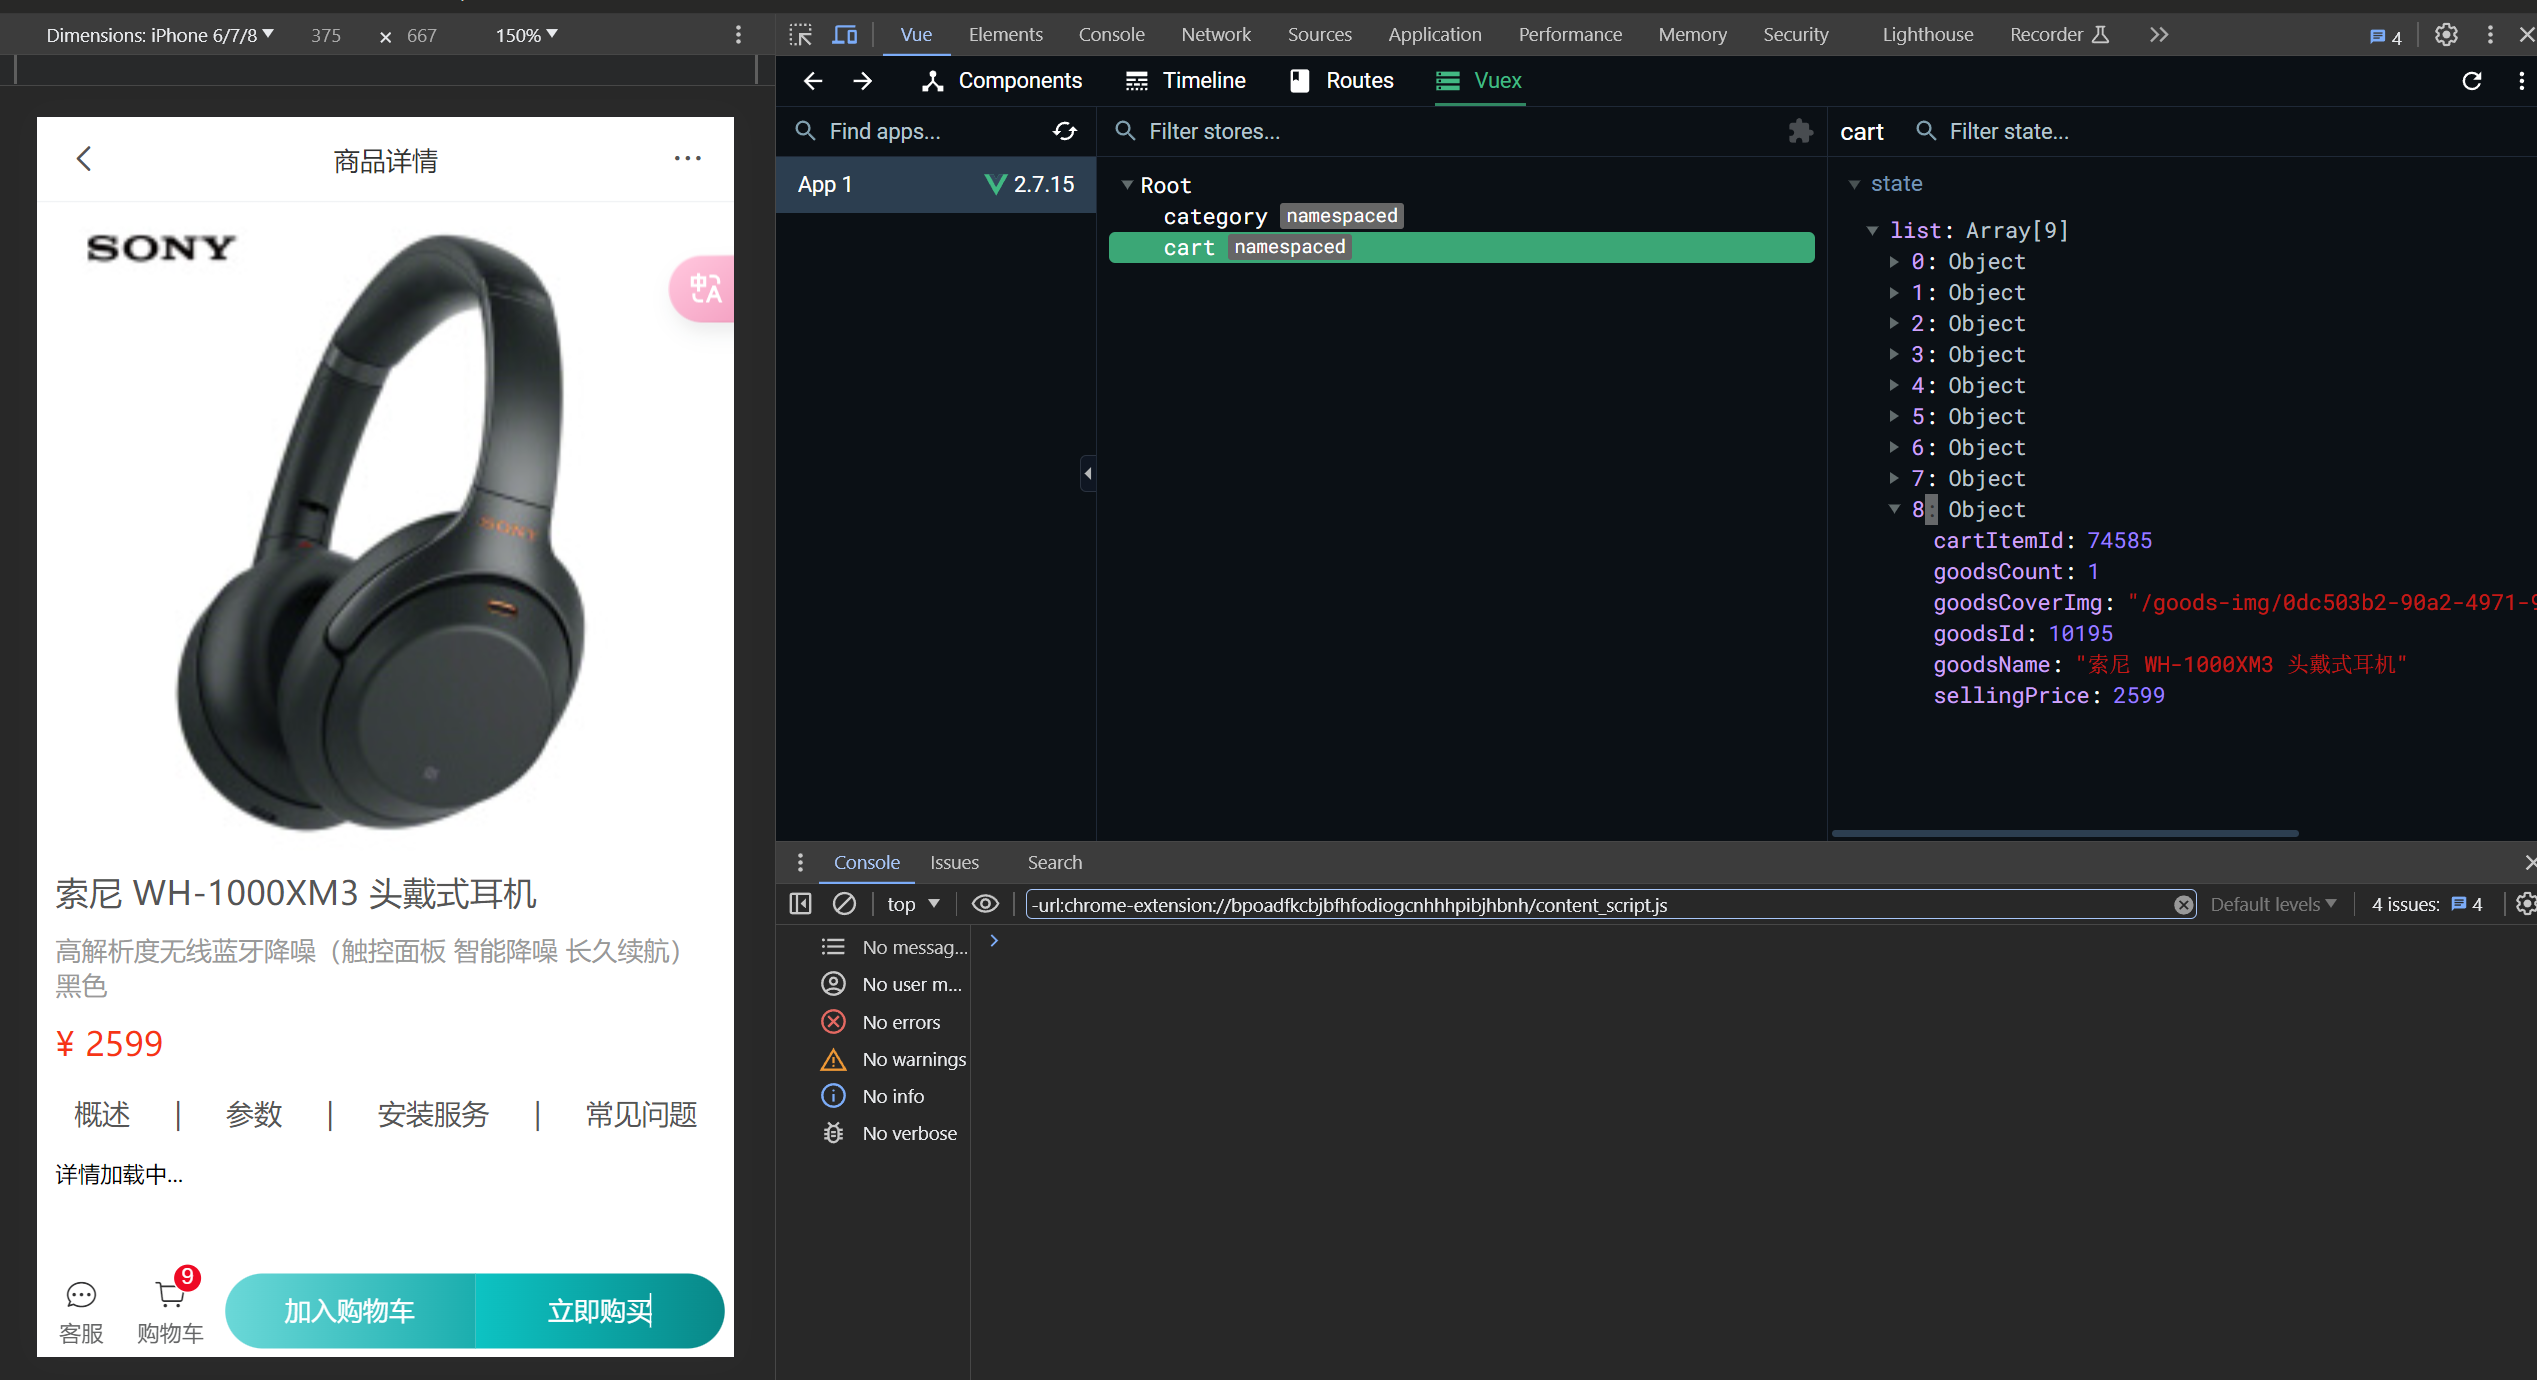 Dimensions: iPhone 6/7/8 375 × 667 150%
商品详情
SONY
中A
SONY
索尼 WH-1000XM3 头戴式耳机
高解析度无线蓝牙降噪（触控面板 智能降噪 长久续航）
黑色
¥ 2599
概述 | 参数 | 安装服务 | 常见问题
详情加载中...
9
客服 购物车 加入购物车 立即购买
Vue Elements Console Network Sources Application Performance Memory Security Lighthouse Recorder 4
Components Timeline Routes Vuex
Find apps...
App 1 2.7.15
Filter stores...
Root
category namespaced
cart namespaced
cart Filter state...
state
list: Array[9]
0: Object
1: Object
2: Object
3: Object
4: Object
5: Object
6: Object
7: Object
8: Object
cartItemId: 74585
goodsCount: 1
goodsCoverImg: "/goods-img/0dc503b2-90a2-4971-9
goodsId: 10195
goodsName: "索尼 WH-1000XM3 头戴式耳机"
sellingPrice: 2599
Console Issues Search
top -url:chrome-extension://bpoadfkcbjbfhfodiogcnhhhpibjhbnh/content_script.js Default levels 4 issues: 4
No messag...
No user m...
No errors
No warnings
No info
No verbose